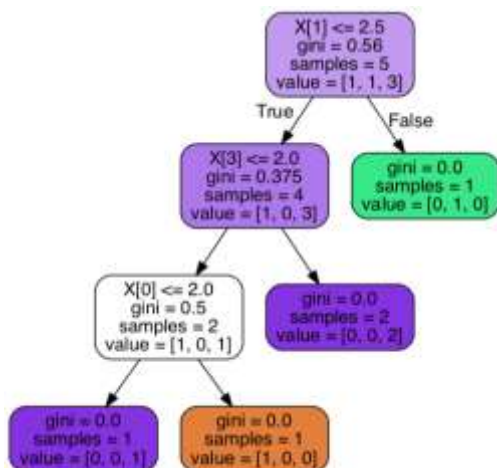 X[1] <= 2.5
gini = 0.56
samples = 5
value = [1, 1, 3]
True
False
X[3] <= 2.0
gini = 0.375
samples = 4
value = [1, 0, 3]
gini = 0.0
samples = 1
value = [0, 1, 0]
X[0] <= 2.0
gini = 0.5
samples = 2
value = [1, 0, 1]
gini = 0.0
samples = 2
value = [0, 0, 2]
gini = 0.0
samples = 1
value = [0, 0, 1]
gini = 0.0
samples = 1
value = [1, 0, 0]